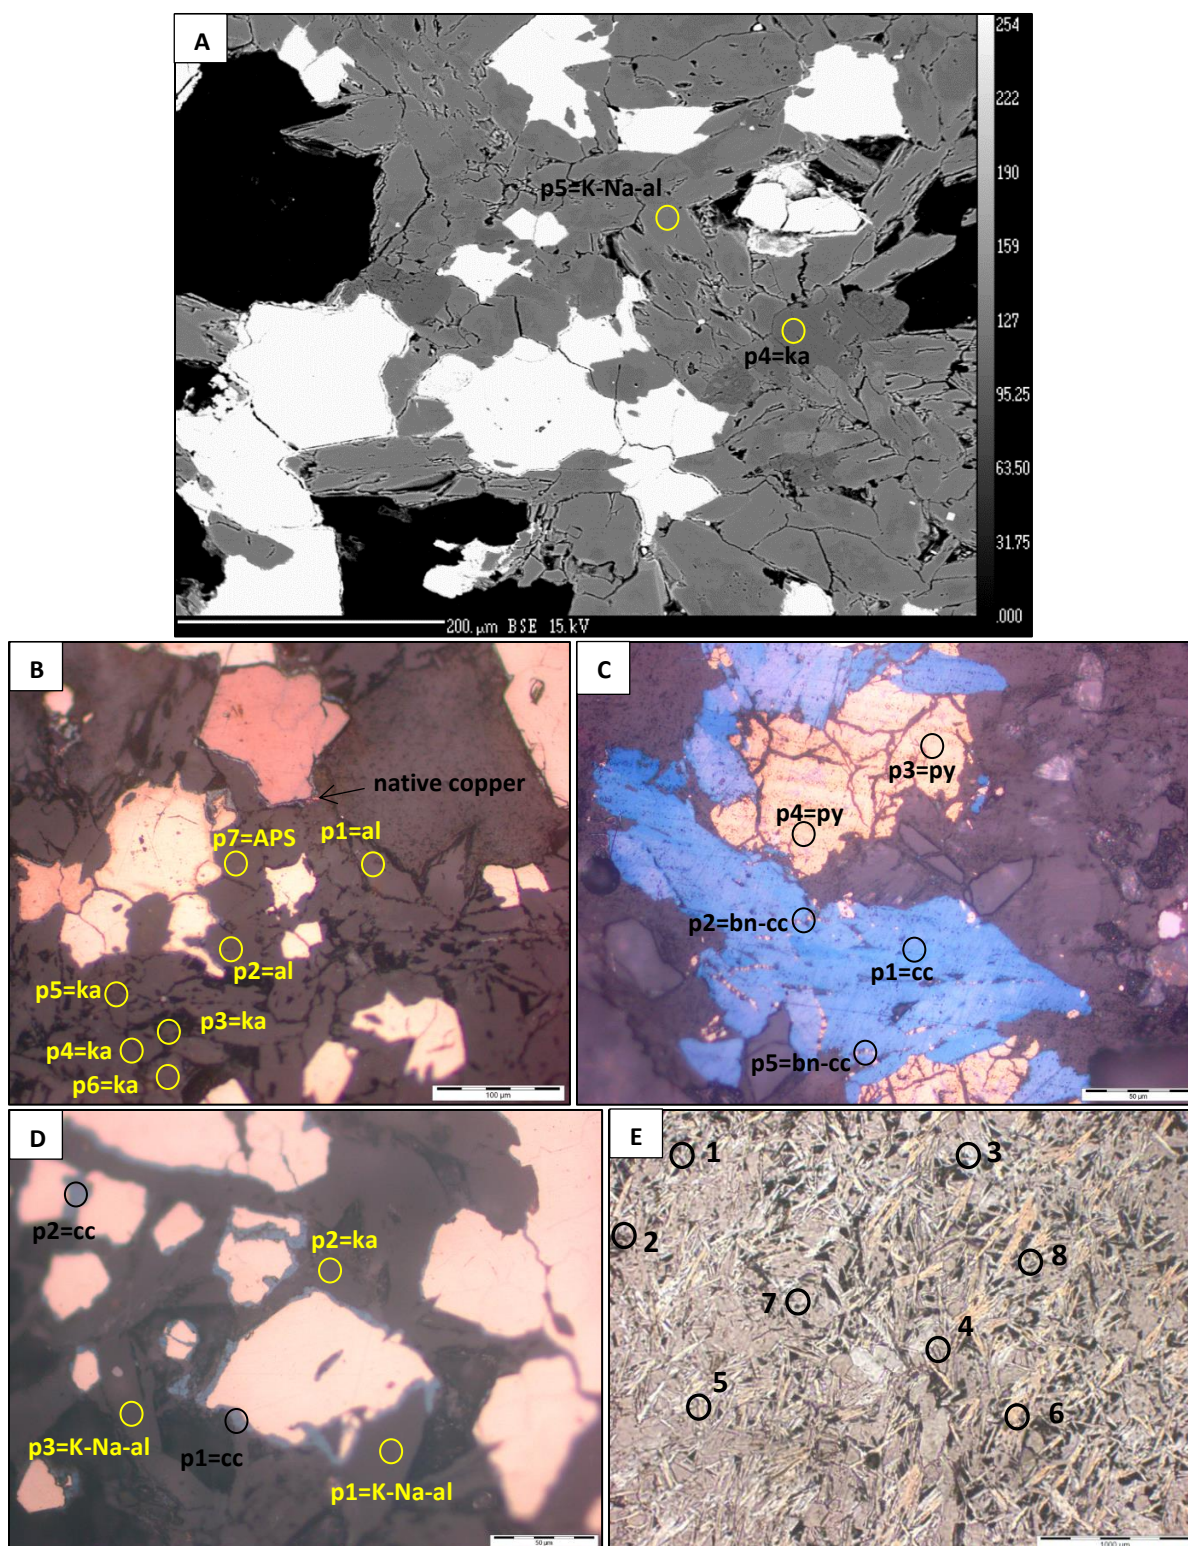 A
254
222
190
159
127
95.25
63.50
31.75
.000
p5=K-Na-al
p4=ka
200.µm BSE 15.kV
B
native copper
p7=APS
p1=al
p2=al
p5=ka
p3=ka
p4=ka
p6=ka
100 µm
C
p3=py
p4=py
p2=bn-cc
p1=cc
p5=bn-cc
50 µm
D
p2=cc
p2=ka
p3=K-Na-al
p1=cc
p1=K-Na-al
50 µm
E
1
3
2
8
7
4
5
6
1000 µm